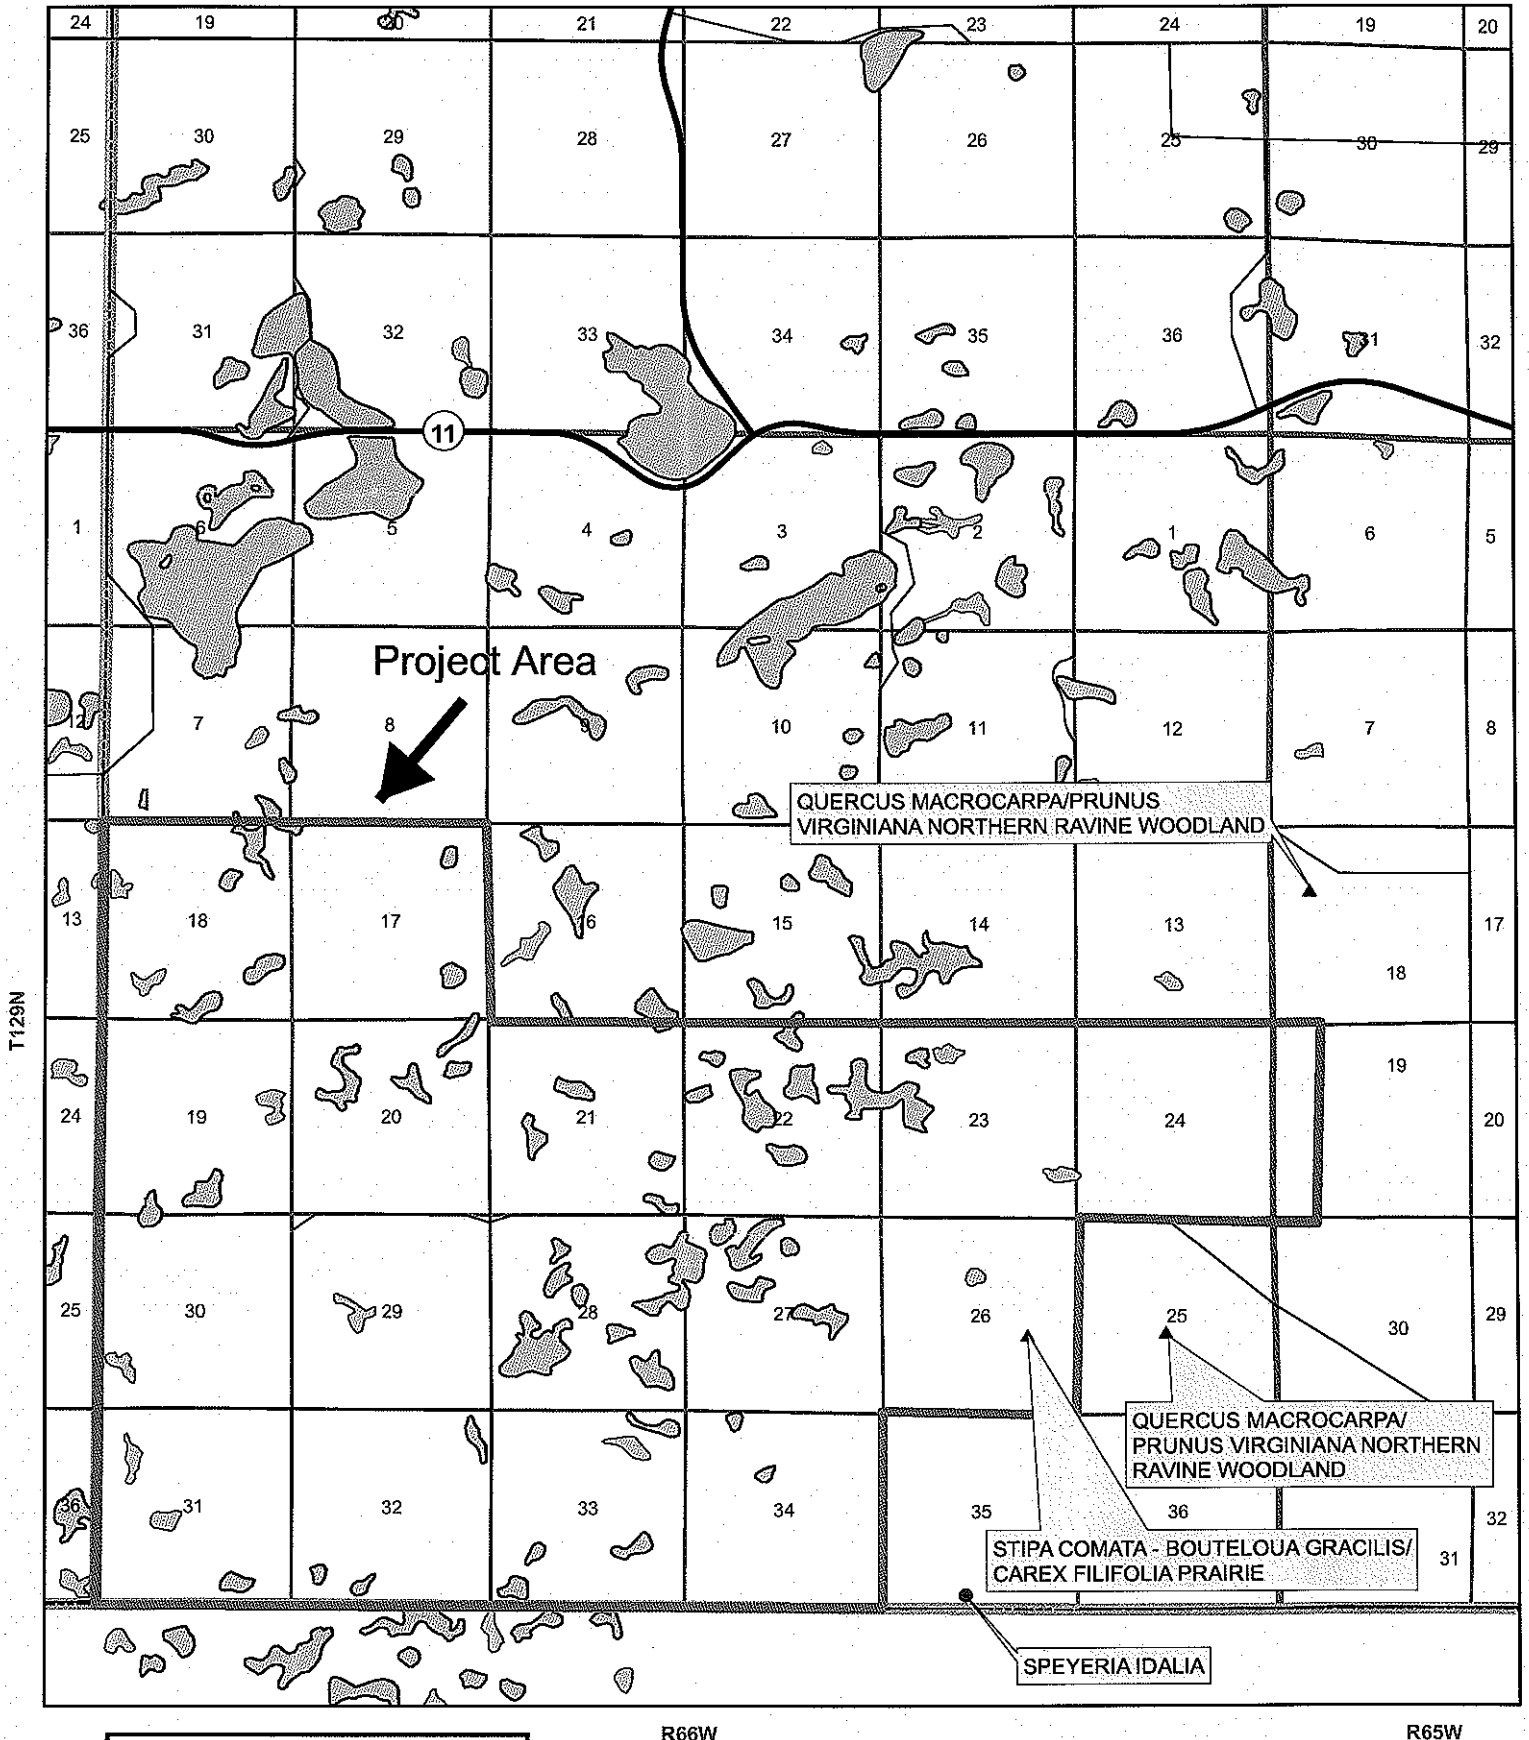 24 19 20 21 22 23 24 19 20
25 30 29 28 27 26 25 30 29
36 31 32 33 34 35 36 31 32
11
1 6 5 4 3 2 1 6 5
Project Area
12 7 8 9 10 11 12 7 8
QUERCUS MACROCARPA/PRUNUS
VIRGINIANA NORTHERN RAVINE WOODLAND
13 18 17 16 15 14 13 18 17
T129N
24 19 20 21 22 23 24 19 20
25 30 29 28 27 26 25 30 29
QUERCUS MACROCARPA/
PRUNUS VIRGINIANA NORTHERN
RAVINE WOODLAND
36 31 32 33 34 35 36 31 32
STIPA COMATA - BOUTELOUA GRACILIS/
CAREX FILIFOLIA PRAIRIE
SPEYERIA IDALIA
R66W R65W